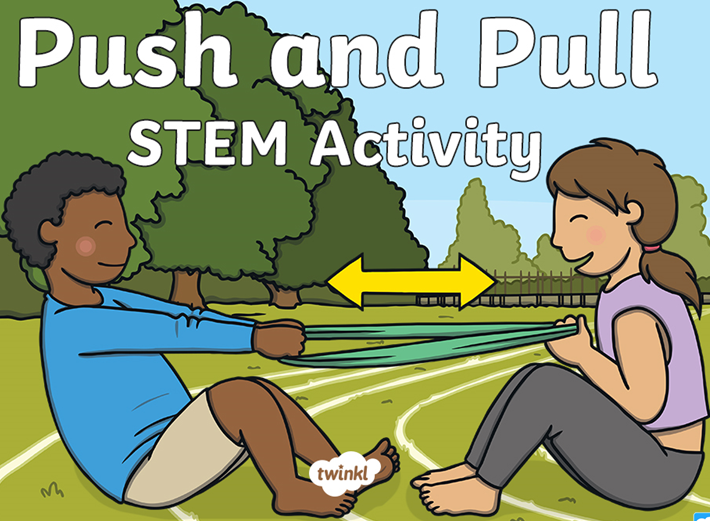 Push and Pull
STEM Activity
twinkl